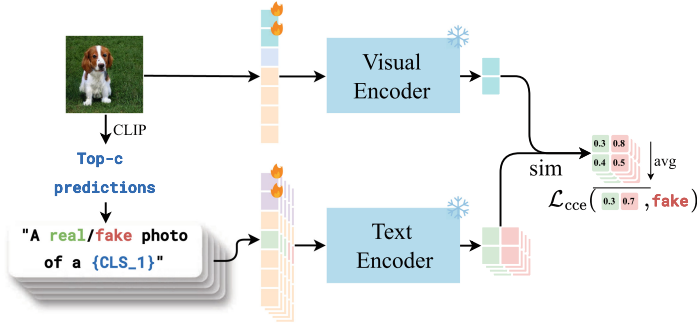 CLIP
Top-c
predictions
"A real/fake photo
of a {CLS_1}"
Visual
Encoder
Text
Encoder
sim
0.3 0.8
0.4 0.5
avg
ℒcce( 0.3 0.7 ,fake)